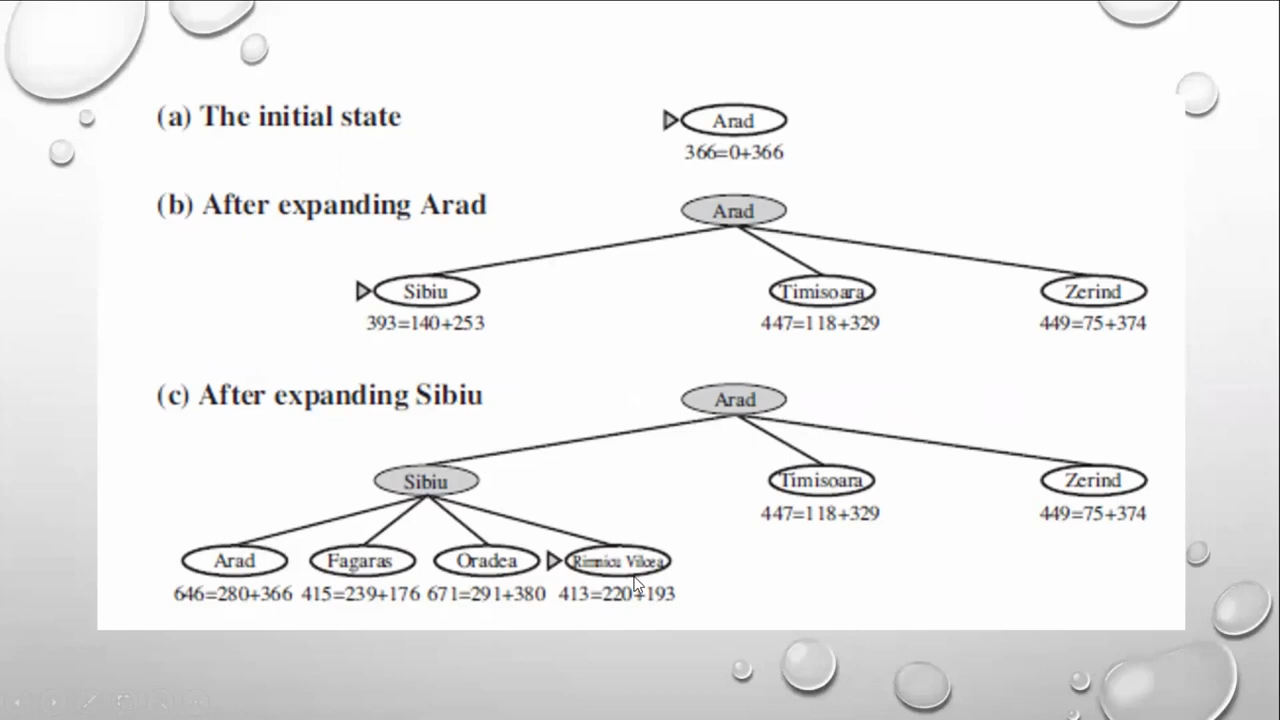 (a) The initial state
Arad
366=0+366
(b) After expanding Arad
Arad
Sibiu
Timisoara
Zerind
393=140+253
447=118+329
449=75+374
(c) After expanding Sibiu
Arad
Sibiu
Timisoara
Zerind
447=118+329
449=75+374
Arad
Fagaras
Oradea
Rimnicu Vilcea
646=280+366
415=239+176
671=291+380
413=220+193